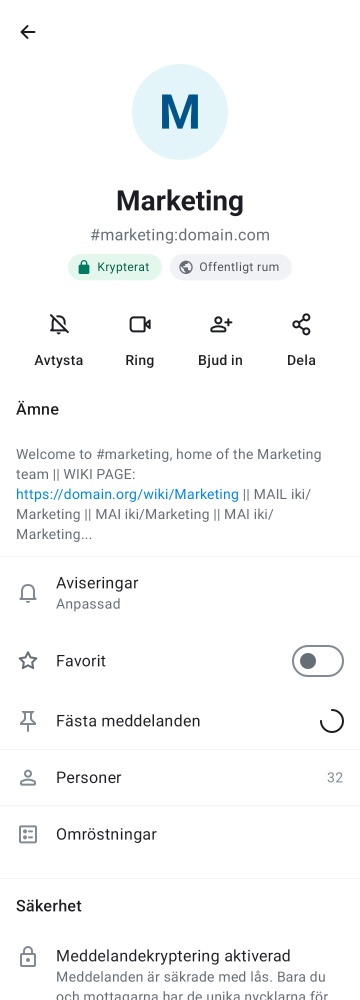 M
Marketing
#marketing:domain.com
Krypterat
Offentligt rum
Avtysta
Ring
Bjud in
Dela
Ämne
Welcome to #marketing, home of the Marketing
team || WIKI PAGE:
https://domain.org/wiki/Marketing || MAIL iki/
Marketing || MAI iki/Marketing || MAI iki/
Marketing...
Aviseringar
Anpassad
Favorit
Fästa meddelanden
Personer 32
Omröstningar
Säkerhet
Meddelandekryptering aktiverad
Meddelanden är säkrade med lås. Bara du
och mottagarna har de unika nycklarna för